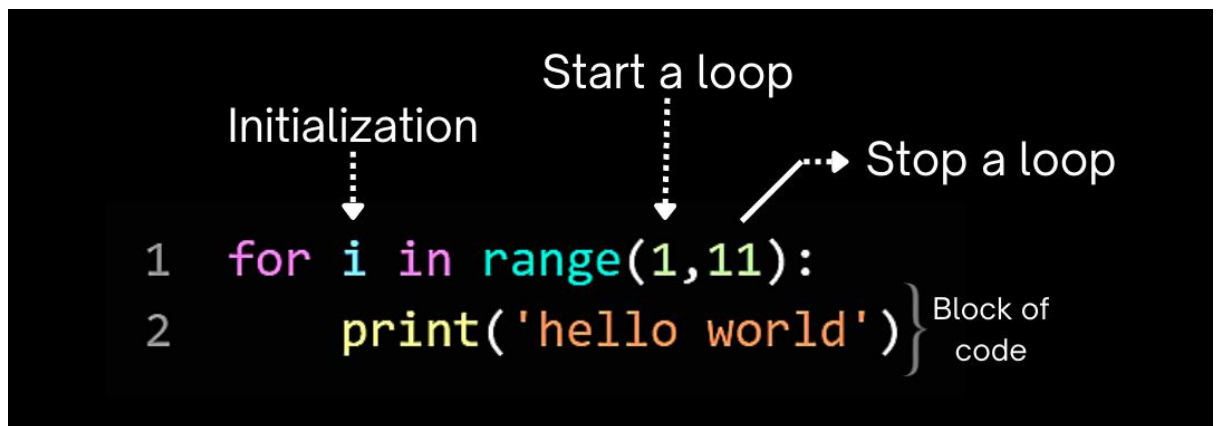 Start a loop
Initialization
Stop a loop
1 for i in range(1,11):
2 print('hello world')
Block of
code